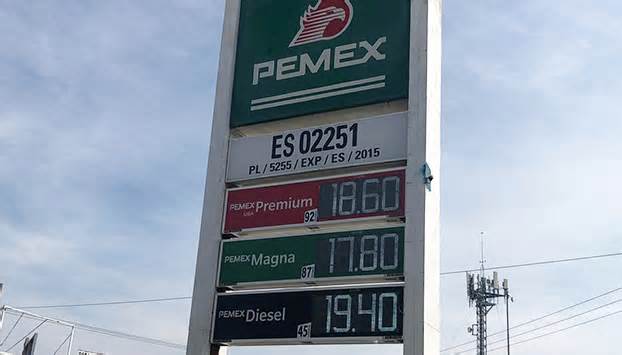 PEMEX
ES 02251
PL / 5255 / EXP / ES / 2015
PEMEX Premium 92 18.60
PEMEX Magna 87 17.80
PEMEX Diesel 45 19.40